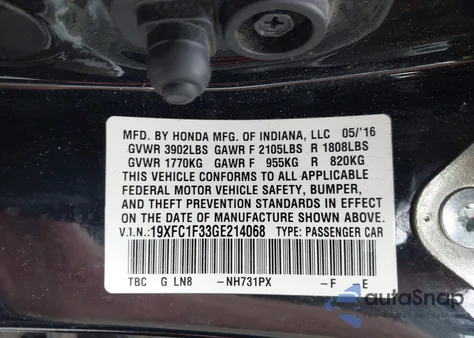 MFD. BY HONDA MFG. OF INDIANA, LLC 05/'16
GVWR 3902LBS GAWR F 2105LBS R 1808LBS
GVWR 1770KG GAWR F 955KG R 820KG
THIS VEHICLE CONFORMS TO ALL APPLICABLE
FEDERAL MOTOR VEHICLE SAFETY, BUMPER,
AND THEFT PREVENTION STANDARDS IN EFFECT
ON THE DATE OF MANUFACTURE SHOWN ABOVE.
V.I.N.: 19XFC1F33GE214068 TYPE: PASSENGER CAR
TBC G LN8 -NH731PX -F E
autoSnap